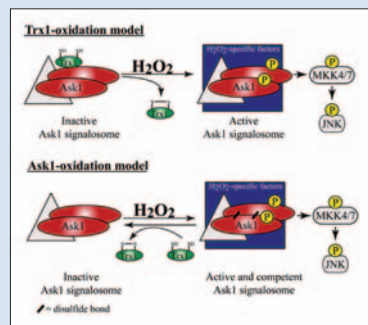 Trx1-oxidation model
H₂O₂-specific factors
H₂O₂
Ask1
Ask1
P
P
P
MKK4/7
P
JNK
Inactive
Ask1 signalosome
Active
Ask1 signalosome
Ask1-oxidation model
H₂O₂-specific factors
H₂O₂
Ask1
Ask1
P
P
P
MKK4/7
P
JNK
Inactive
Ask1 signalosome
Active and competent
Ask1 signalosome
= disulfide bond